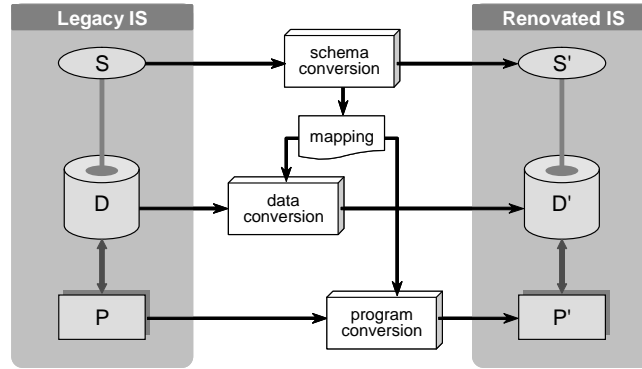 Legacy IS
Renovated IS
S
schema
conversion
S'
mapping
D
data
conversion
D'
P
program
conversion
P'